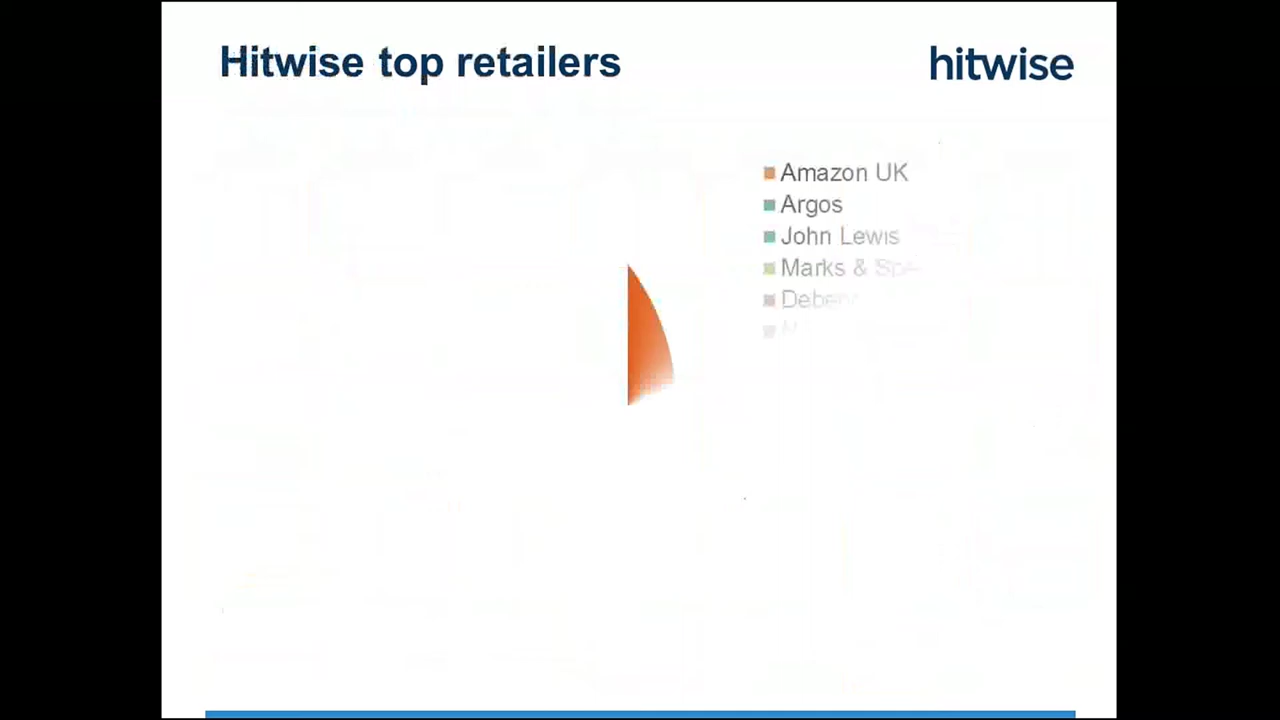 Hitwise top retailers
hitwise
Amazon UK
Argos
John Lewis
Marks &